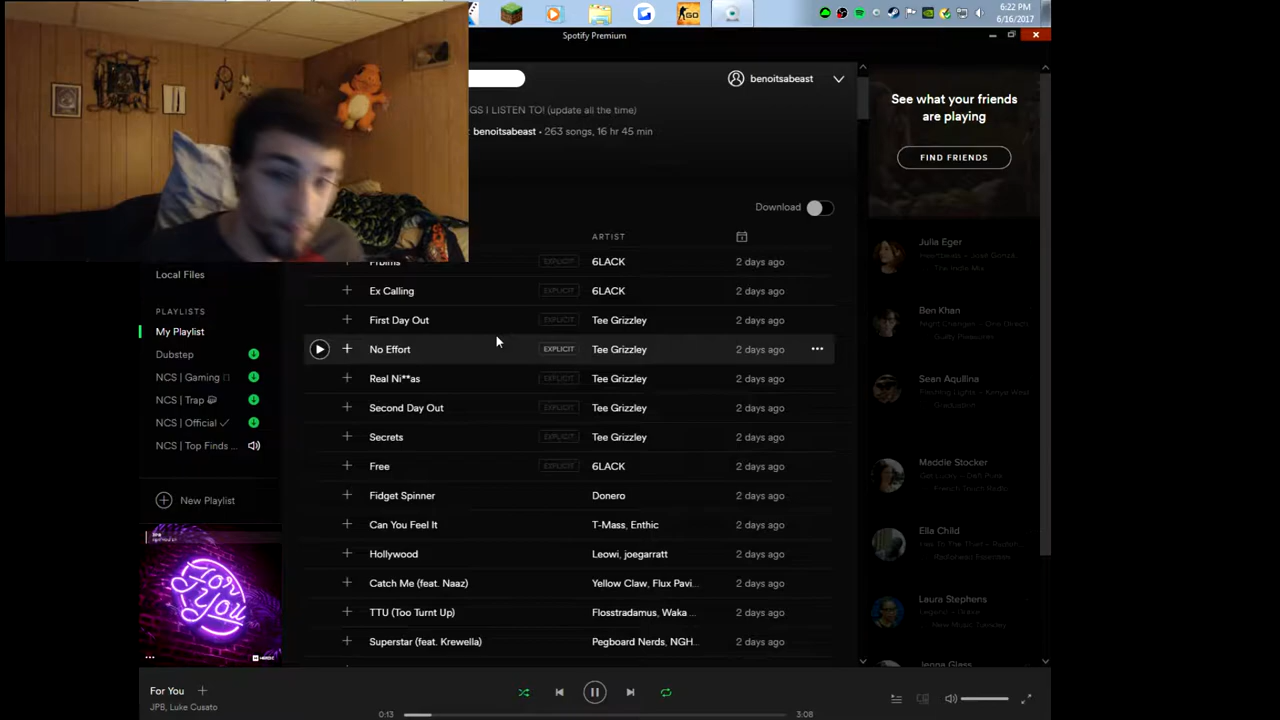 6:22 PM
6/16/2017
Spotify Premium
benoitsabeast
GS I LISTEN TO! (update all the time)
benoitsabeast • 263 songs, 16 hr 45 min
Download
ARTIST
6LACK 2 days ago
+ Ex Calling EXPLICIT 6LACK 2 days ago
+ First Day Out EXPLICIT Tee Grizzley 2 days ago
+ No Effort EXPLICIT Tee Grizzley 2 days ago •••
+ Real Ni**as EXPLICIT Tee Grizzley 2 days ago
+ Second Day Out EXPLICIT Tee Grizzley 2 days ago
+ Secrets EXPLICIT Tee Grizzley 2 days ago
+ Free EXPLICIT 6LACK 2 days ago
+ Fidget Spinner Donero 2 days ago
+ Can You Feel It T-Mass, Enthic 2 days ago
+ Hollywood Leowi, joegarratt 2 days ago
+ Catch Me (feat. Naaz) Yellow Claw, Flux Pavi... 2 days ago
+ TTU (Too Turnt Up) Flosstradamus, Waka ... 2 days ago
+ Superstar (feat. Krewella) Pegboard Nerds, NGH... 2 days ago
Local Files
PLAYLISTS
My Playlist
Dubstep
NCS | Gaming
NCS | Trap
NCS | Official ✓
NCS | Top Finds ...
New Playlist
For You
See what your friends
are playing
FIND FRIENDS
Julia Eger
Ben Khan
Sean Aquilina
Maddie Stocker
Ella Child
Laura Stephens
New Music Tuesday
Jenna Glass
For You +
JPB, Luke Cusato
0:13
3:08